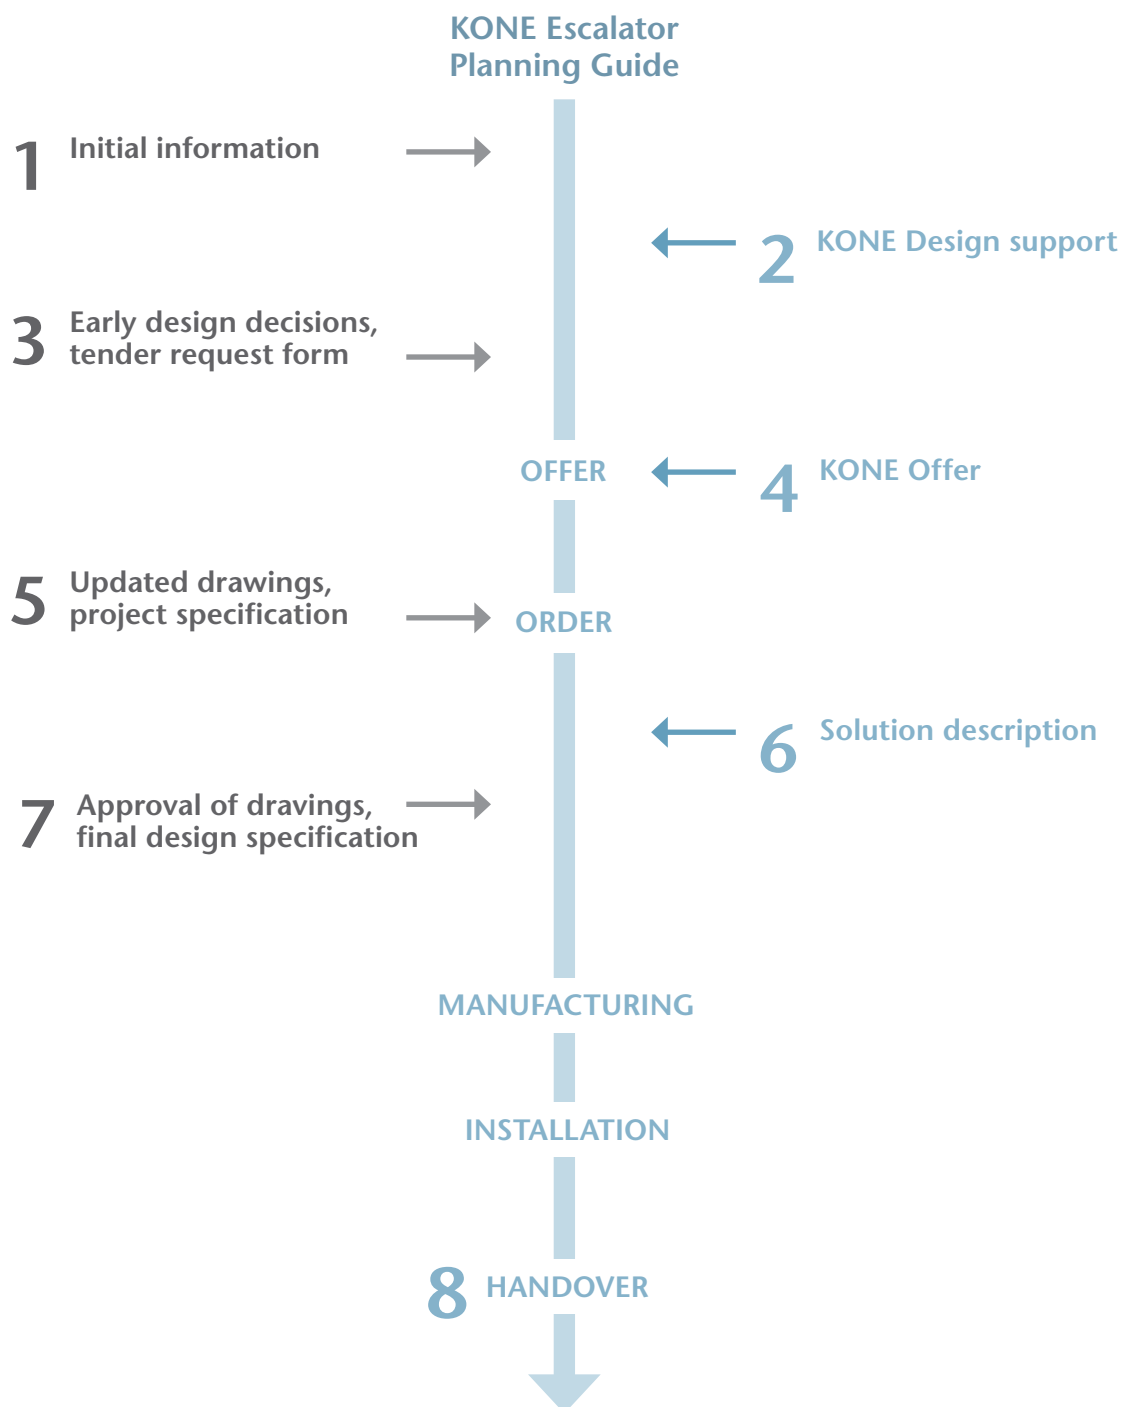 KONE Escalator
Planning Guide
1 Initial information
2 KONE Design support
3 Early design decisions,
tender request form
OFFER
4 KONE Offer
5 Updated drawings,
project specification
ORDER
6 Solution description
7 Approval of dravings,
final design specification
MANUFACTURING
INSTALLATION
8 HANDOVER